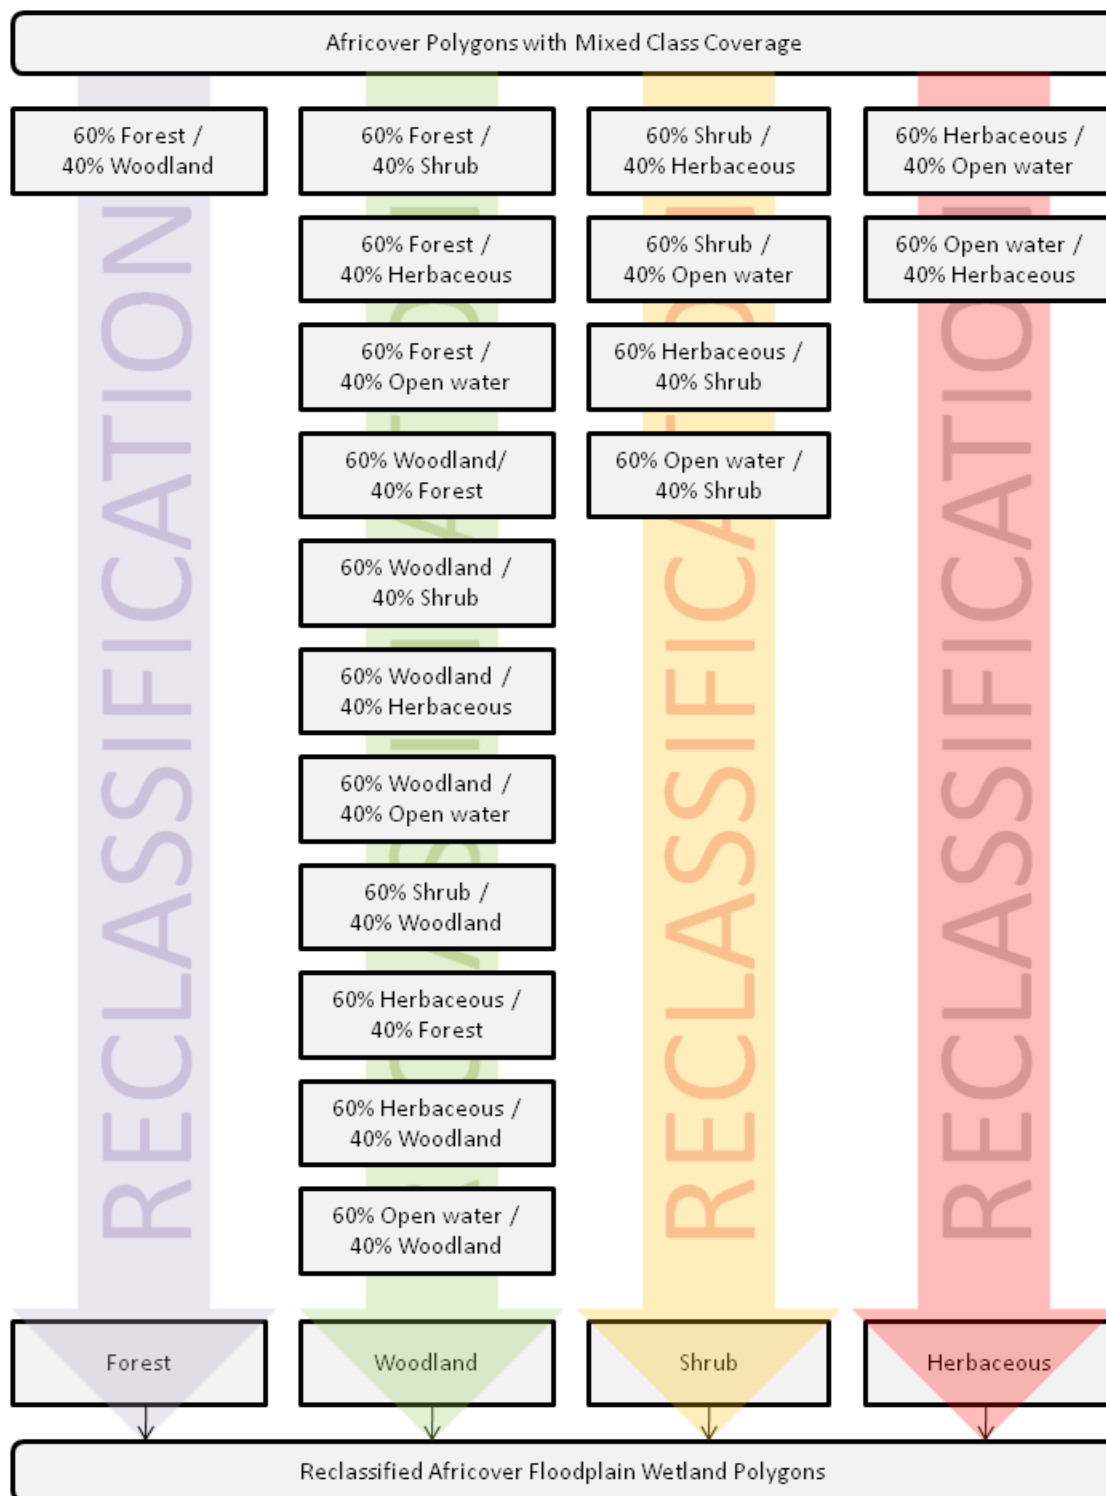 Africover Polygons with Mixed Class Coverage
60% Forest /
40% Woodland
RECLASSIFICATION
Forest
60% Forest /
40% Shrub
60% Forest /
40% Herbaceous
60% Forest /
40% Open water
60% Woodland/
40% Forest
60% Woodland /
40% Shrub
60% Woodland /
40% Herbaceous
60% Woodland /
40% Open water
60% Shrub /
40% Woodland
60% Herbaceous /
40% Forest
60% Herbaceous /
40% Woodland
60% Open water /
40% Woodland
RECLASSIFICATION
Woodland
60% Shrub /
40% Herbaceous
60% Shrub /
40% Open water
60% Herbaceous /
40% Shrub
60% Open water /
40% Shrub
RECLASSIFICATION
Shrub
60% Herbaceous /
40% Open water
60% Open water /
40% Herbaceous
RECLASSIFICATION
Herbaceous
Reclassified Africover Floodplain Wetland Polygons